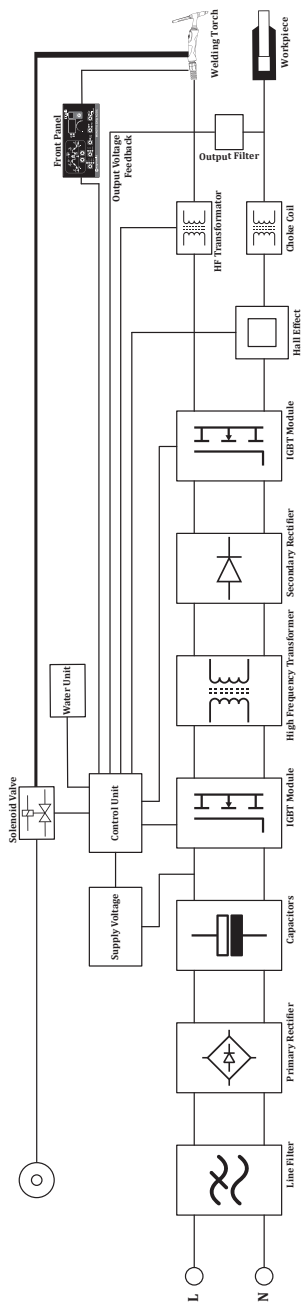 Solenoid Valve
Water Unit
Front Panel
Supply Voltage
Control Unit
Output Voltage
Feedback
L
N
Line Filter
Primary Rectifier
Capacitors
IGBT Module
High Frequency Transformer
Secondary Rectifier
IGBT Module
Hall Effect
HF Transformator
Choke Coil
Output Filter
Welding Torch
Workpiece